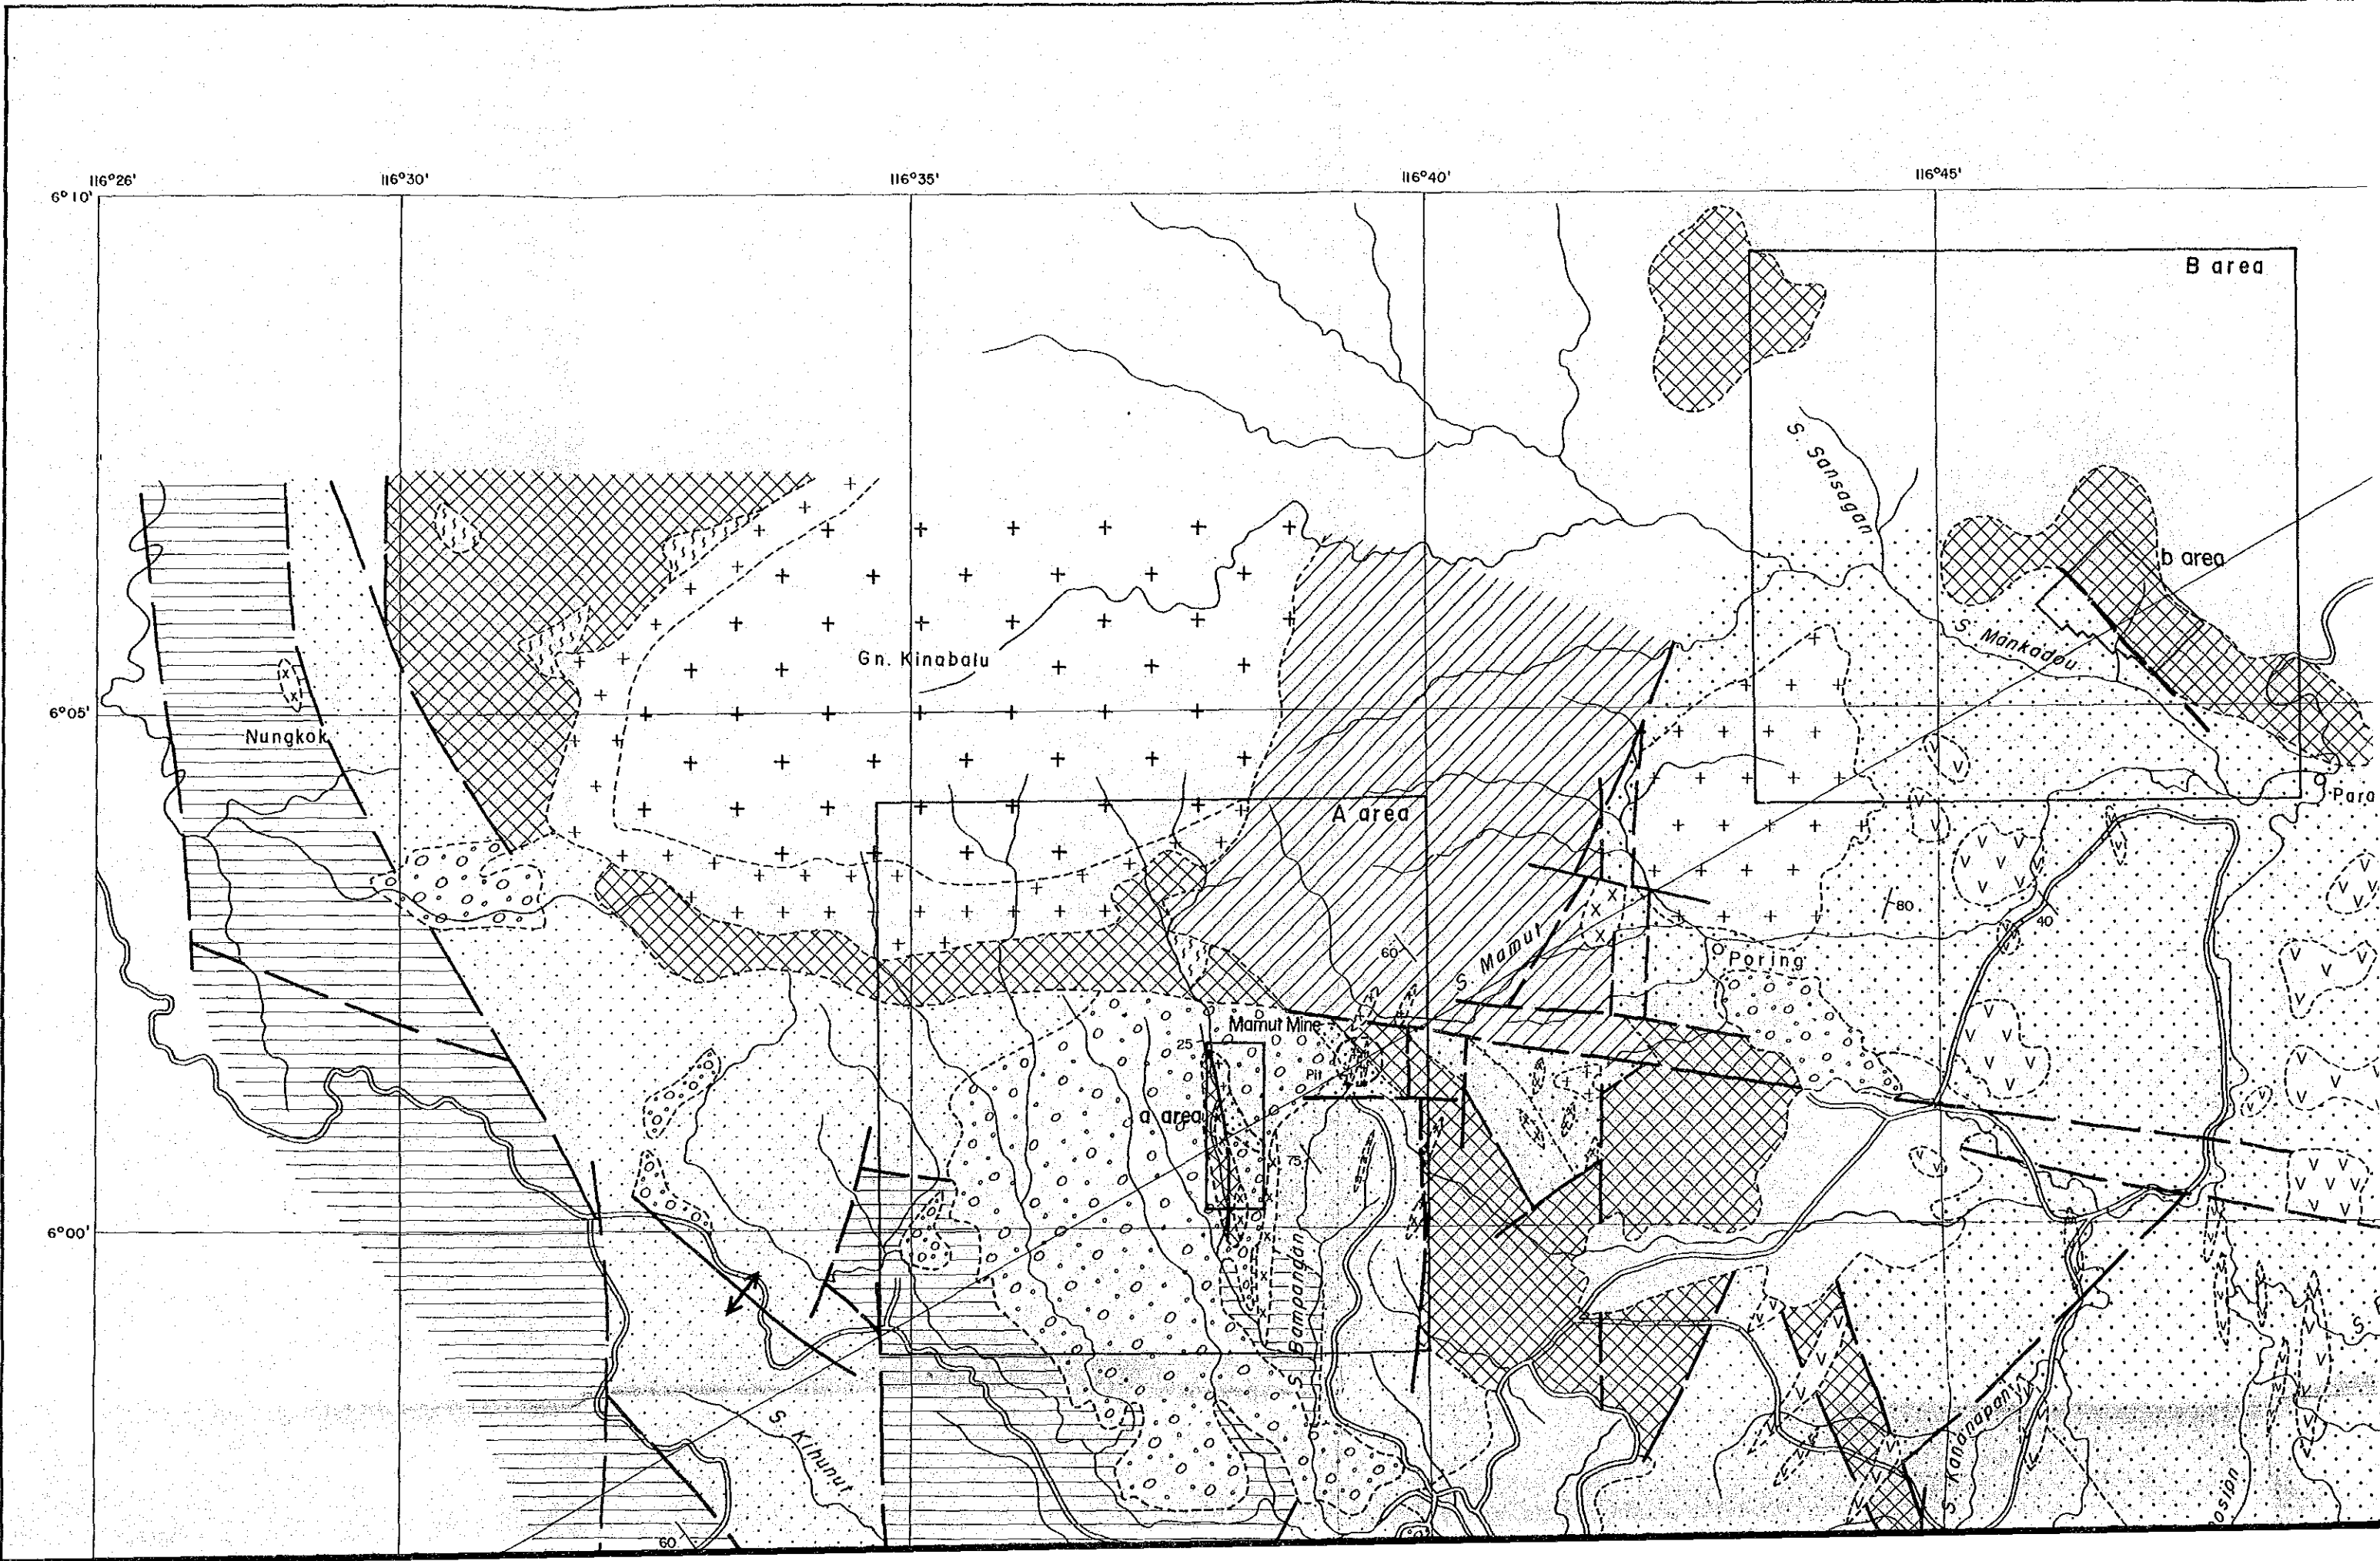 116°26'
116°30'
116°35'
116°40'
116°45'
6°10'
B area
S. Sansagan
b area
S. Mankadou
Gn. Kinabalu
6°05'
Nungkok
A area
Para
80
40
60
S. Mamut
Poring
Mamut Mine
25
Pit
a area
75
6°00'
S. Bampangan
S.
S. Kihunut
S. Kananapan
osipn
60